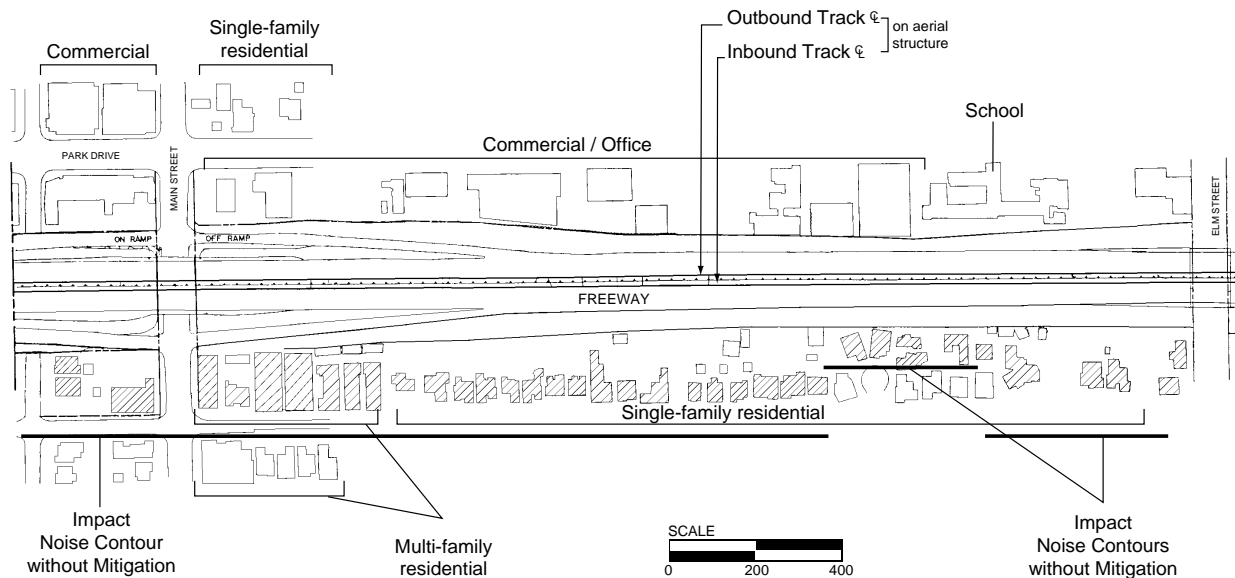 Outbound Track ℄
on aerial
structure
Inbound Track ℄
Single-family
residential
Commercial
School
Commercial / Office
PARK DRIVE
MAIN STREET
ELM STREET
ON RAMP
OFF RAMP
FREEWAY
Single-family residential
Impact
Noise Contour
without Mitigation
Multi-family
residential
SCALE
0 200 400
Impact
Noise Contours
without Mitigation